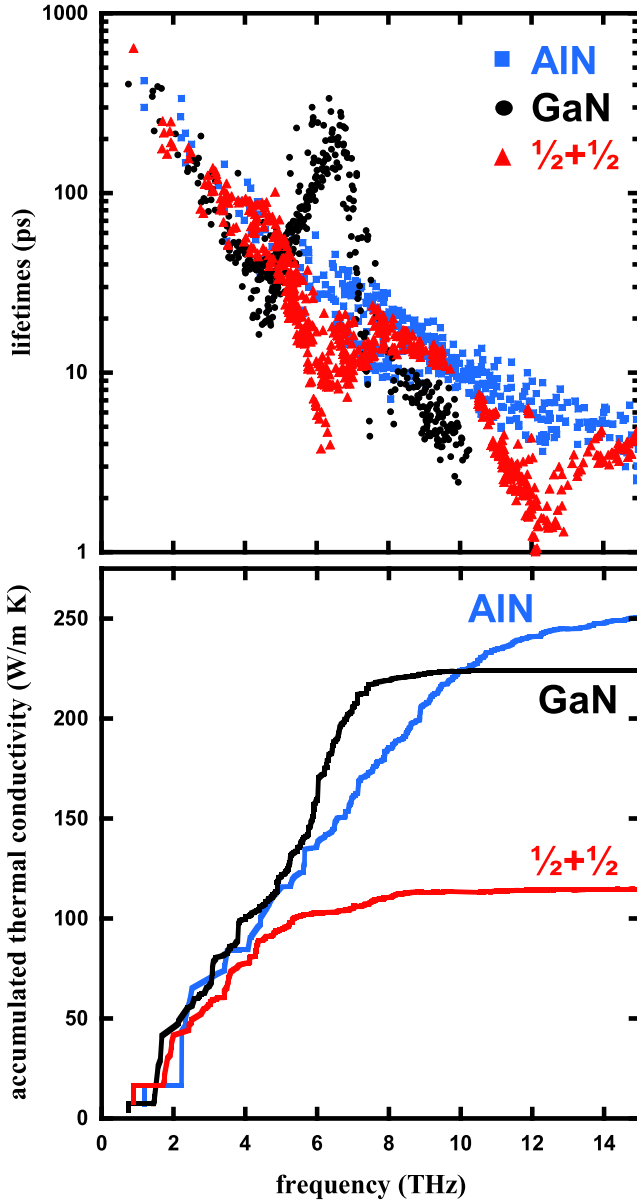 1000
100
10
1
lifetimes (ps)
AlN
GaN
½+½
250
200
150
100
50
0
accumulated thermal conductivity (W/m K)
AlN
GaN
½+½
0 2 4 6 8 10 12 14
frequency (THz)